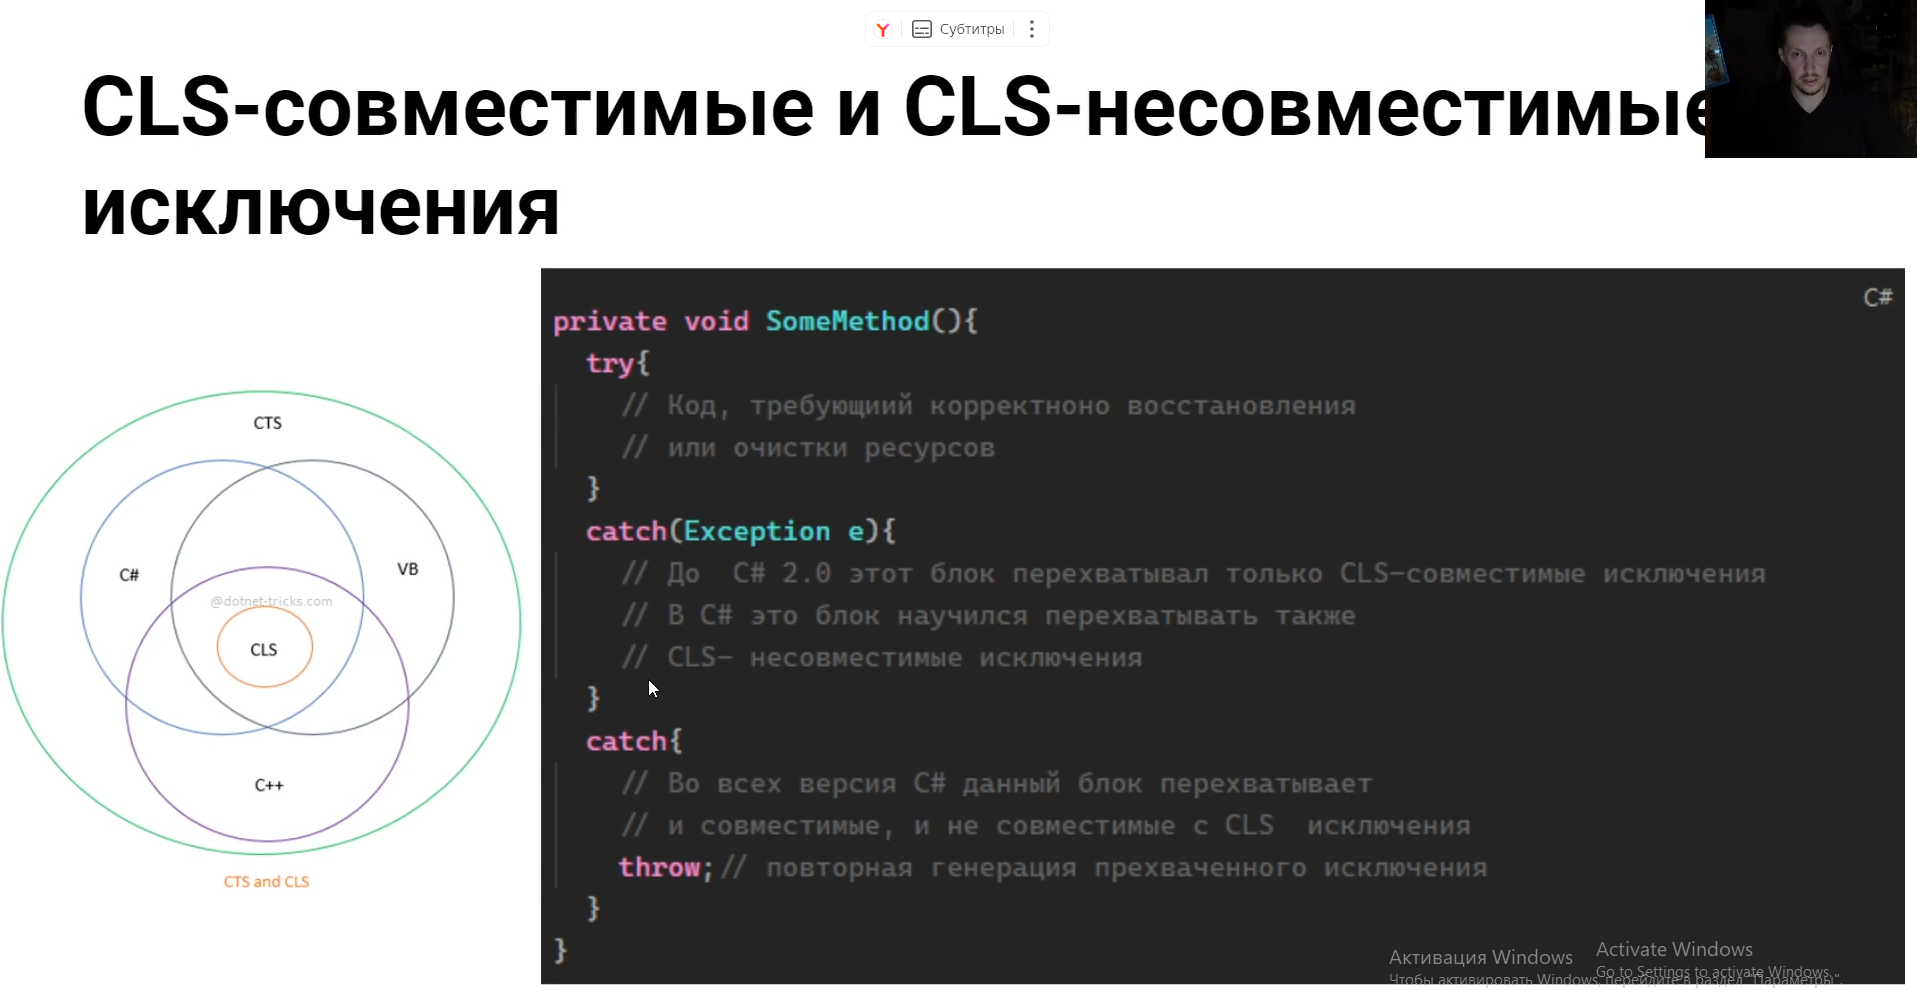 Субтитры
CLS-совместимые и CLS-несовместимые
исключения
C#
private void SomeMethod(){
try{
// Код, требующиий корректноно восстановления
// или очистки ресурсов
}
catch(Exception e){
// До C# 2.0 этот блок перехватывал только CLS-совместимые исключения
// В C# это блок научился перехватывать также
// CLS- несовместимые исключения
}
catch{
// Во всех версия C# данный блок перехватывает
// и совместимые, и не совместимые с CLS исключения
throw;// повторная генерация прехваченного исключения
}
}
CTS
C#
VB
@dotnet-tricks.com
CLS
C++
CTS and CLS
Активация Windows
Чтобы активировать Windows, перейдите в раздел "Параметры".
Activate Windows
Go to Settings to activate Windows.